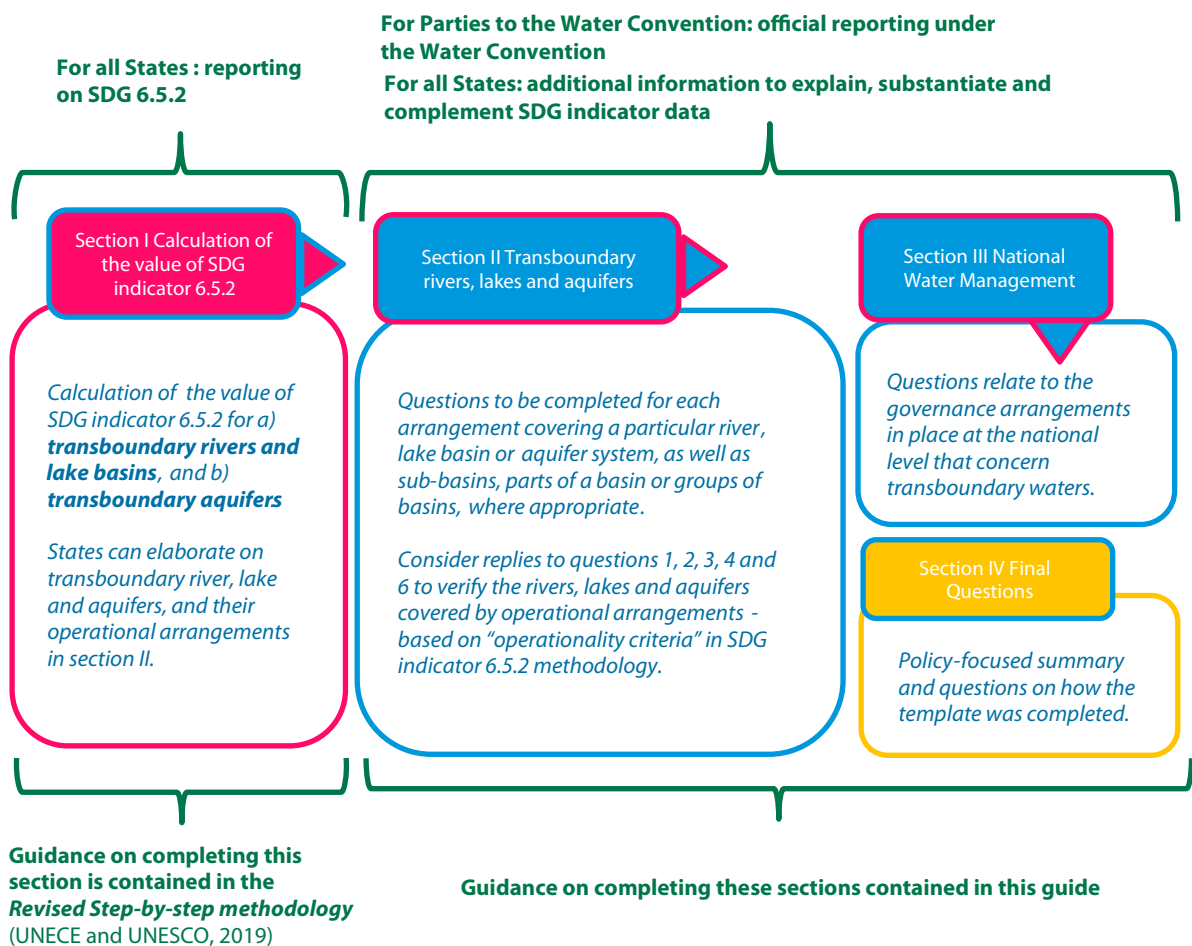 For all States : reporting
on SDG 6.5.2
For Parties to the Water Convention: official reporting under
the Water Convention
For all States: additional information to explain, substantiate and
complement SDG indicator data
Section I Calculation of
the value of SDG
indicator 6.5.2
Calculation of the value of
SDG indicator 6.5.2 for a)
transboundary rivers and
lake basins, and b)
transboundary aquifers
States can elaborate on
transboundary river, lake
and aquifers, and their
operational arrangements
in section II.
Section II Transboundary
rivers, lakes and aquifers
Questions to be completed for each
arrangement covering a particular river,
lake basin or aquifer system, as well as
sub-basins, parts of a basin or groups of
basins, where appropriate.
Consider replies to questions 1, 2, 3, 4 and
6 to verify the rivers, lakes and aquifers
covered by operational arrangements -
based on “operationality criteria” in SDG
indicator 6.5.2 methodology.
Section III National
Water Management
Questions relate to the
governance arrangements
in place at the national
level that concern
transboundary waters.
Section IV Final
Questions
Policy-focused summary
and questions on how the
template was completed.
Guidance on completing this
section is contained in the
Revised Step-by-step methodology
(UNECE and UNESCO, 2019)
Guidance on completing these sections contained in this guide